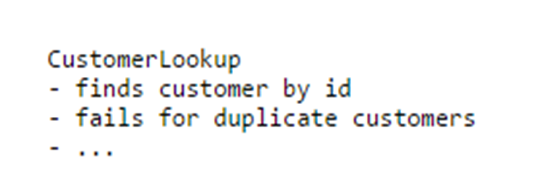 CustomerLookup
- finds customer by id
- fails for duplicate customers
- ...